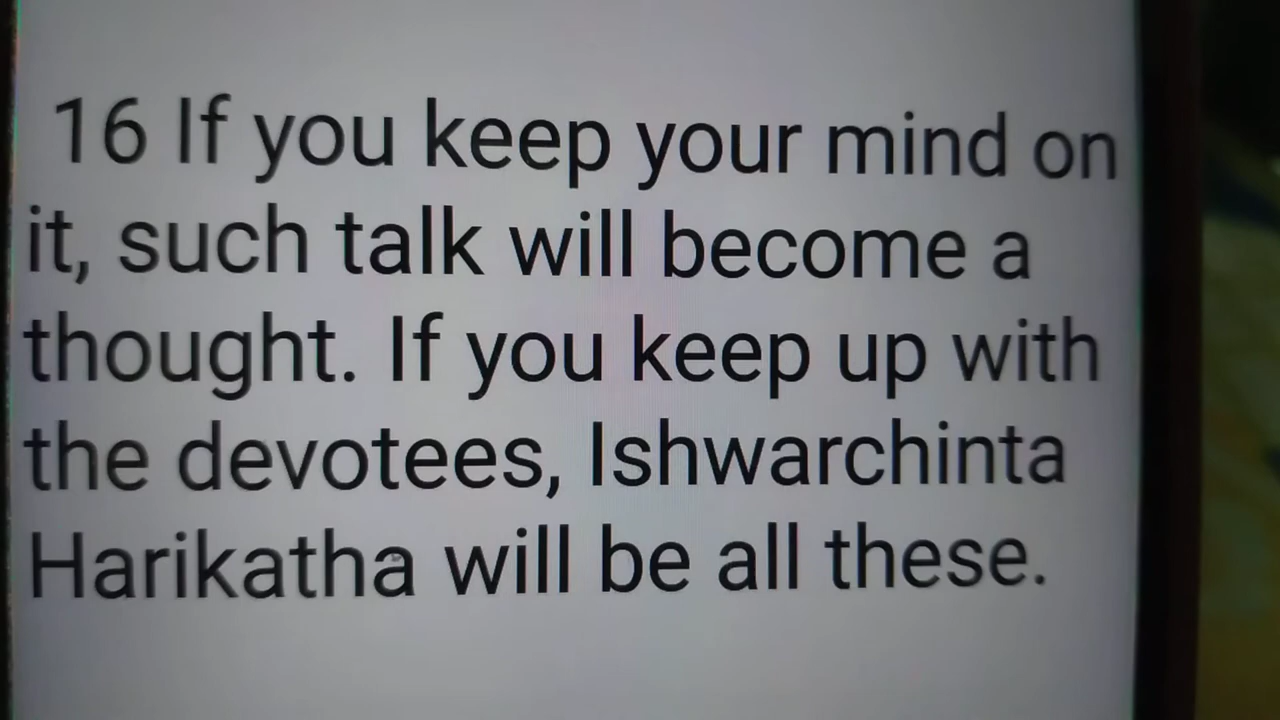 16 If you keep your mind on
it, such talk will become a
thought. If you keep up with
the devotees, Ishwarchinta
Harikatha will be all these.